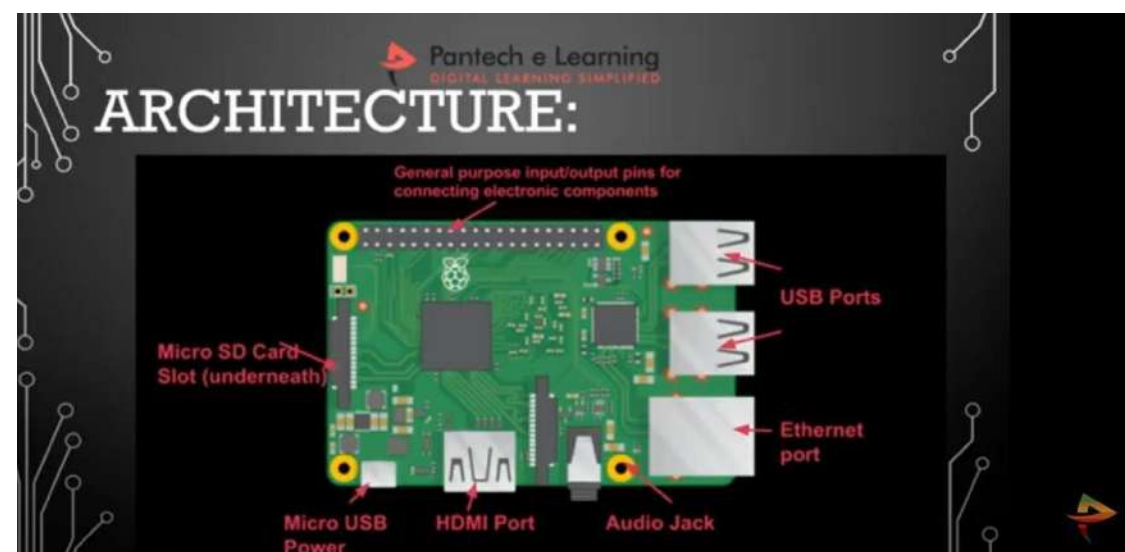 Pantech e Learning
DIGITAL LEARNING SIMPLIFIED
ARCHITECTURE:
General purpose input/output pins for
connecting electronic components
USB Ports
Micro SD Card
Slot (underneath)
Ethernet
port
Micro USB
Power
HDMI Port
Audio Jack